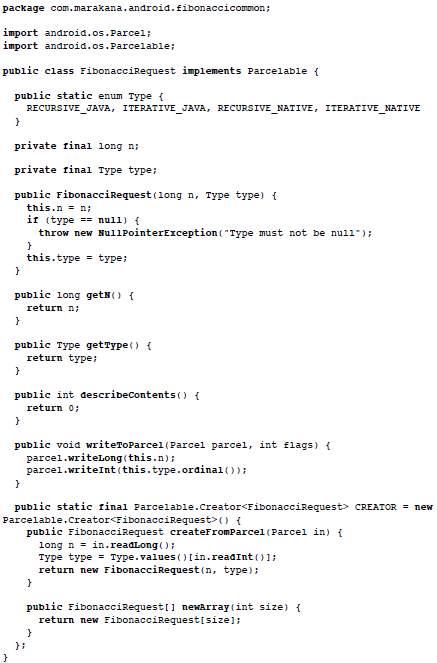 package com.marakana.android.fibonaccicommon;

import android.os.Parcel;
import android.os.Parcelable;

public class FibonacciRequest implements Parcelable {

  public static enum Type {
    RECURSIVE_JAVA, ITERATIVE_JAVA, RECURSIVE_NATIVE, ITERATIVE_NATIVE
  }

  private final long n;

  private final Type type;

  public FibonacciRequest(long n, Type type) {
    this.n = n;
    if (type == null) {
      throw new NullPointerException("Type must not be null");
    }
    this.type = type;
  }

  public long getN() {
    return n;
  }

  public Type getType() {
    return type;
  }

  public int describeContents() {
    return 0;
  }

  public void writeToParcel(Parcel parcel, int flags) {
    parcel.writeLong(this.n);
    parcel.writeInt(this.type.ordinal());
  }

  public static final Parcelable.Creator<FibonacciRequest> CREATOR = new
Parcelable.Creator<FibonacciRequest>() {
    public FibonacciRequest createFromParcel(Parcel in) {
      long n = in.readLong();
      Type type = Type.values()[in.readInt()];
      return new FibonacciRequest(n, type);
    }

    public FibonacciRequest[] newArray(int size) {
      return new FibonacciRequest[size];
    }
  };
}